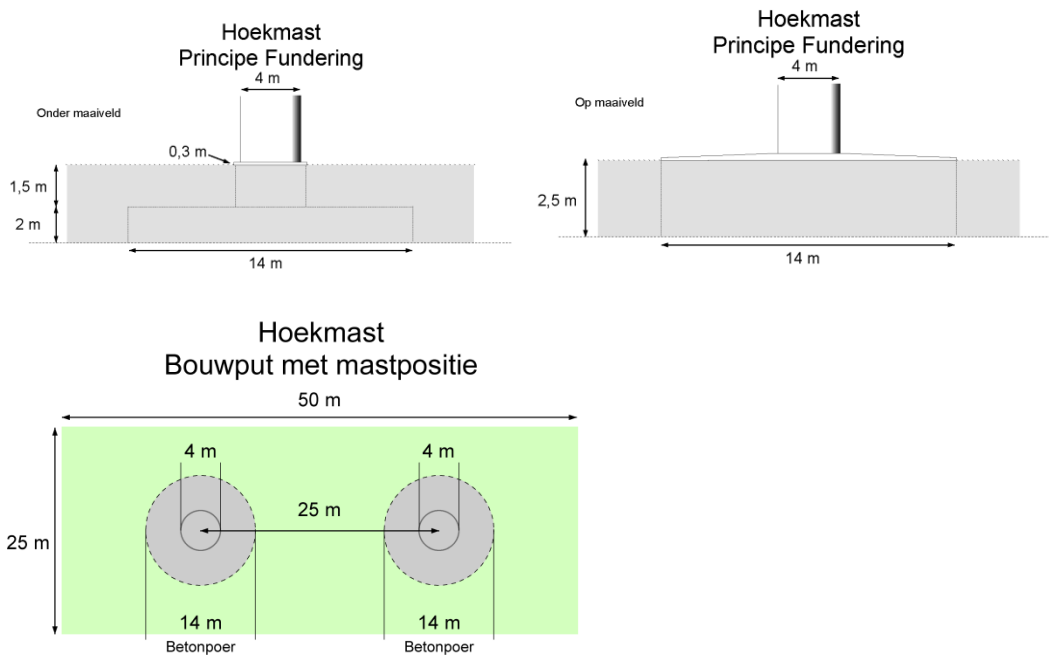 Hoekmast
Principe Fundering
4 m
Onder maaiveld
0,3 m
1,5 m
2 m
14 m
Hoekmast
Principe Fundering
4 m
Op maaiveld
2,5 m
14 m
Hoekmast
Bouwput met mastpositie
50 m
4 m
4 m
25 m
25 m
14 m
14 m
Betonpoer
Betonpoer